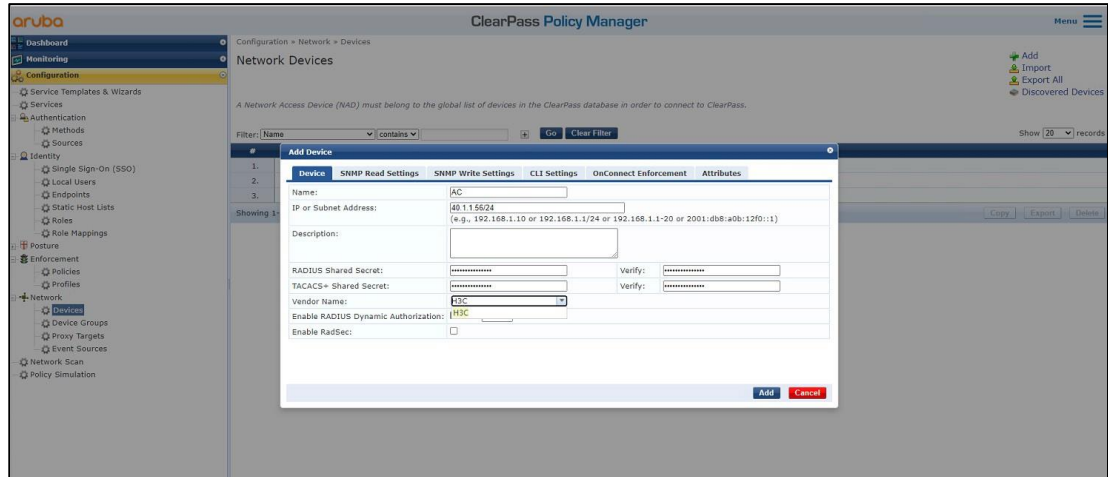 aruba
ClearPass Policy Manager
Menu
Dashboard
Monitoring
Configuration
Service Templates & Wizards
Services
Authentication
Methods
Sources
Identity
Single Sign-On (SSO)
Local Users
Endpoints
Static Host Lists
Roles
Role Mappings
Posture
Enforcement
Policies
Profiles
Network
Devices
Device Groups
Proxy Targets
Event Sources
Network Scan
Policy Simulation
Configuration » Network » Devices
Network Devices
Add
Import
Export All
Discovered Devices
A Network Access Device (NAD) must belong to the global list of devices in the ClearPass database in order to connect to ClearPass.
Filter: Name contains Go Clear Filter Show 20 records
#
1.
2.
3.
Showing 1-
Copy Export Delete
Add Device
Device SNMP Read Settings SNMP Write Settings CLI Settings OnConnect Enforcement Attributes
Name: AC
IP or Subnet Address: 40.1.1.56/24
(e.g., 192.168.1.10 or 192.168.1.1/24 or 192.168.1.1-20 or 2001:db8:a0b:12f0::1)
Description:
RADIUS Shared Secret: Verify:
TACACS+ Shared Secret: Verify:
Vendor Name: H3C
H3C
Enable RADIUS Dynamic Authorization:
Enable RadSec:
Add Cancel